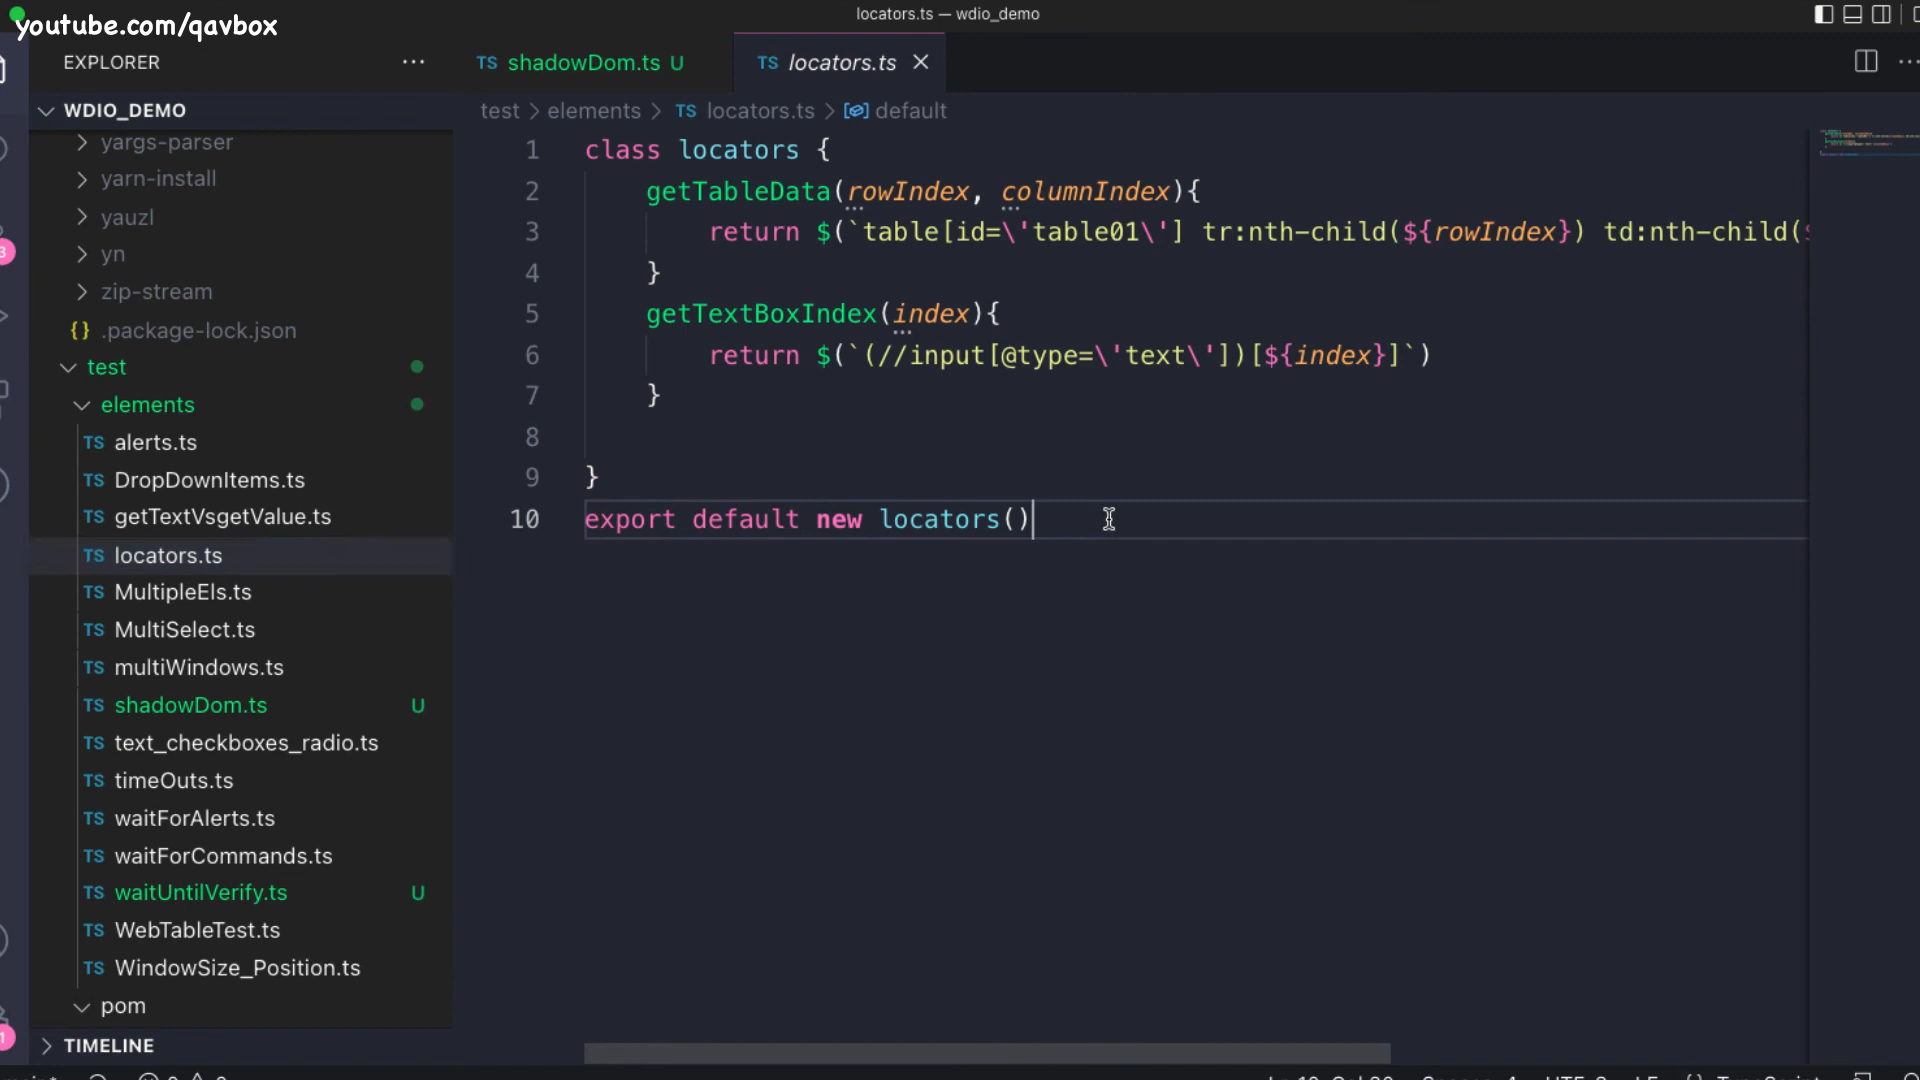 youtube.com/qavbox
locators.ts — wdio_demo
EXPLORER
TS shadowDom.ts U
TS locators.ts
WDIO_DEMO
test > elements > TS locators.ts > default
yargs-parser
yarn-install
yauzl
yn
zip-stream
{} .package-lock.json
test
elements
TS alerts.ts
TS DropDownItems.ts
TS getTextVsgetValue.ts
TS locators.ts
TS MultipleEls.ts
TS MultiSelect.ts
TS multiWindows.ts
TS shadowDom.ts U
TS text_checkboxes_radio.ts
TS timeOuts.ts
TS waitForAlerts.ts
TS waitForCommands.ts
TS waitUntilVerify.ts U
TS WebTableTest.ts
TS WindowSize_Position.ts
pom
TIMELINE
3
1
1 class locators {
2 getTableData(rowIndex, columnIndex){
3 return $(`table[id=\'table01\'] tr:nth-child(${rowIndex}) td:nth-child(
4 }
5 getTextBoxIndex(index){
6 return $(`(//input[@type=\'text\'])[${index}]`)
7 }
8
9 }
10 export default new locators()